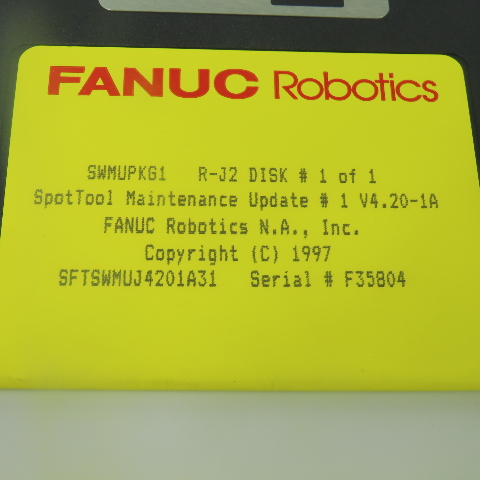 FANUC Robotics
SWMUPKG1 R-J2 DISK # 1 of 1
SpotTool Maintenance Update # 1 V4.20-1A
FANUC Robotics N.A., Inc.
Copyright (C) 1997
SFTSWMUJ4201A31 Serial # F35804